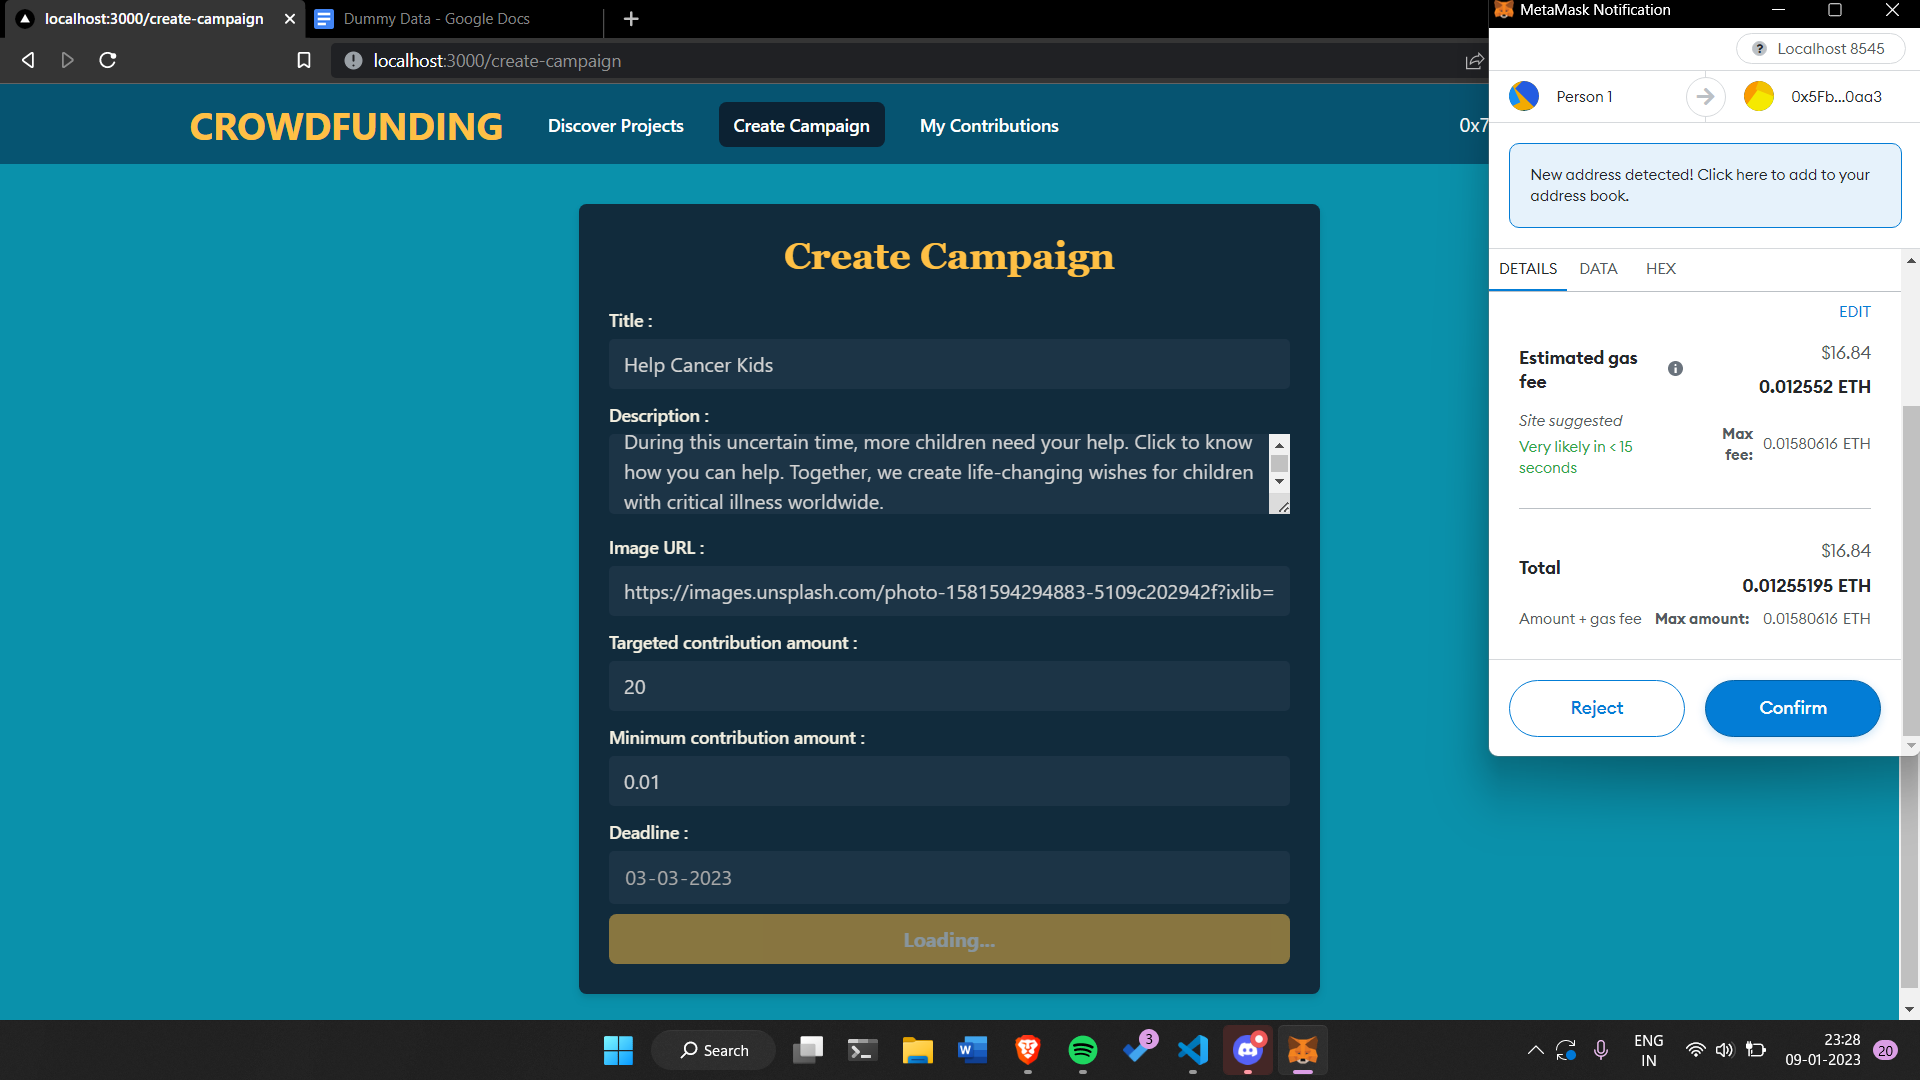 localhost:3000/create-campaign
Dummy Data - Google Docs
localhost:3000/create-campaign
CROWDFUNDING
Discover Projects
Create Campaign
My Contributions
0x7
Create Campaign
Title :
Help Cancer Kids
Description :
During this uncertain time, more children need your help. Click to know
how you can help. Together, we create life-changing wishes for children
with critical illness worldwide.
Image URL :
https://images.unsplash.com/photo-1581594294883-5109c202942f?ixlib=
Targeted contribution amount :
20
Minimum contribution amount :
0.01
Deadline :
03-03-2023
Loading...
MetaMask Notification
Localhost 8545
Person 1
0x5Fb...0aa3
New address detected! Click here to add to your
address book.
DETAILS
DATA
HEX
EDIT
Estimated gas
fee
$16.84
0.012552 ETH
Site suggested
Very likely in < 15
seconds
Max
fee:
0.01580616 ETH
Total
$16.84
0.01255195 ETH
Amount + gas fee
Max amount:
0.01580616 ETH
Reject
Confirm
Search
3
ENG
IN
23:28
09-01-2023
20